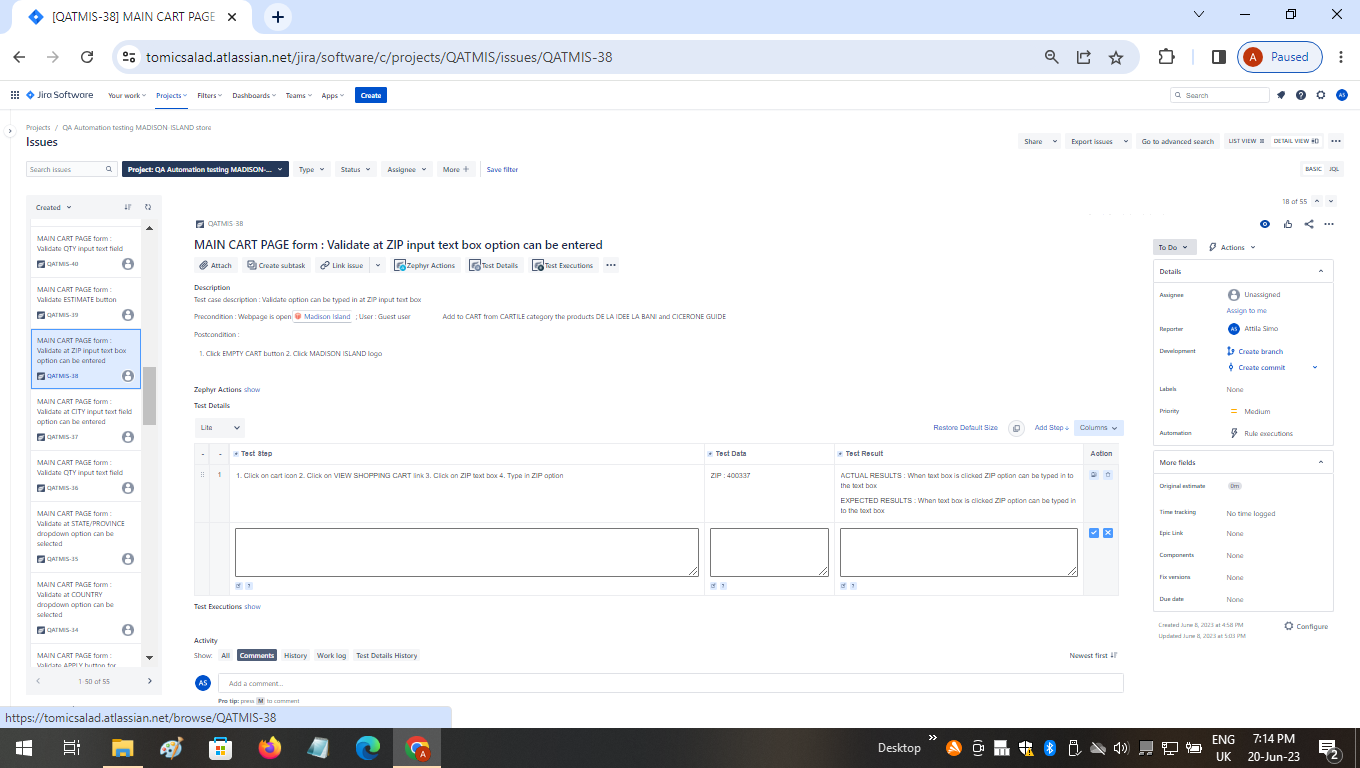 [QATMIS-38] MAIN CART PAGE
tomicsalad.atlassian.net/jira/software/c/projects/QATMIS/issues/QATMIS-38
A Paused
Jira Software Your work Projects Filters Dashboards Teams Apps Create Search AS
Projects / QA Automation testing MADISON ISLAND store
Issues
Share Export issues Go to advanced search LIST VIEW DETAIL VIEW
Search issues Project: QA Automation testing MADISON-... Type Status Assignee More + Save filter BASIC JQL
Created
18 of 55
MAIN CART PAGE form :
Validate QTY input text field
QATMIS-40
MAIN CART PAGE form :
Validate ESTIMATE button
QATMIS-39
MAIN CART PAGE form :
Validate at ZIP input text box
option can be entered
QATMIS-38
MAIN CART PAGE form :
Validate at CITY input text field
option can be entered
QATMIS-37
MAIN CART PAGE form :
Validate QTY input text field
QATMIS-36
MAIN CART PAGE form :
Validate at STATE/PROVINCE
dropdown option can be
selected
QATMIS-35
MAIN CART PAGE form :
Validate at COUNTRY
dropdown option can be
selected
QATMIS-34
MAIN CART PAGE form :
Validate APPLY button for
1-50 of 55
QATMIS-38
MAIN CART PAGE form : Validate at ZIP input text box option can be entered
Attach Create subtask Link issue Zephyr Actions Test Details Test Executions
Description
Test case description : Validate option can be typed in at ZIP input text box
Precondition : Webpage is open Madison Island ; User : Guest user Add to CART from CARTILE category the products DE LA IDEE LA BANI and CICERONE GUIDE
Postcondition :
1. Click EMPTY CART button 2. Click MADISON ISLAND logo
Zephyr Actions show
Test Details
Lite Restore Default Size Add Step Columns
- - Test Step Test Data Test Result Action
1 1. Click on cart icon 2. Click on VIEW SHOPPING CART link 3. Click on ZIP text box 4. Type in ZIP option ZIP : 400337 ACTUAL RESULTS : When text box is clicked ZIP option can be typed in to
the text box
EXPECTED RESULTS : When text box is clicked ZIP option can be typed in
to the text box
Test Executions show
Activity
Show: All Comments History Work log Test Details History Newest first
AS Add a comment...
Pro tip: press M to comment
To Do Actions
Details
Assignee Unassigned
Assign to me
Reporter AS Attila Simo
Development Create branch
Create commit
Labels None
Priority Medium
Automation Rule executions
More fields
Original estimate 0m
Time tracking No time logged
Epic Link None
Components None
Fix versions None
Due date None
Created June 8, 2023 at 4:58 PM
Updated June 8, 2023 at 5:03 PM
Configure
https://tomicsalad.atlassian.net/browse/QATMIS-38
Desktop ENG UK 7:14 PM 20-Jun-23 2